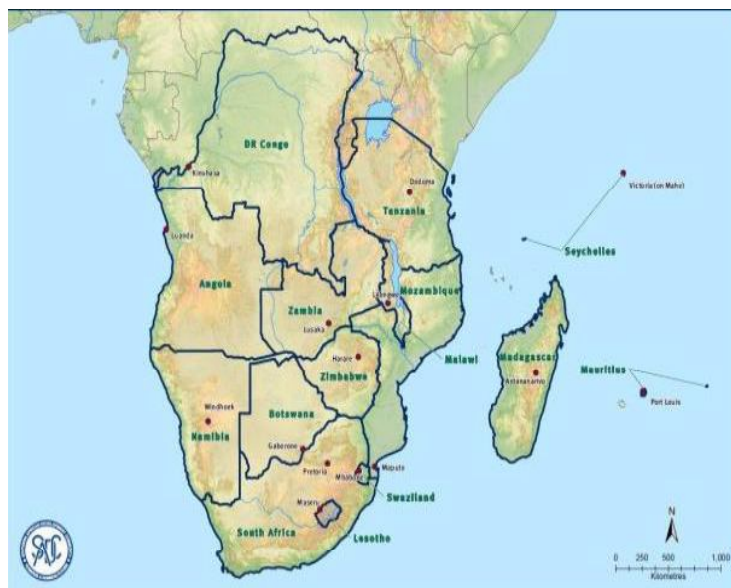 DR Congo
Kinshasa
Dodoma
Tanzania
Victoria (on Mahe)
Luanda
Seychelles
Angola
Mozambique
Zambia
Lusaka
Malawi
Harare
Zimbabwe
Madagascar
Antananarivo
Mauritius
Port Louis
Windhoek
Namibia
Botswana
Gaborone
Pretoria
Mbabane
Maputo
Swaziland
Maseru
South Africa
Lesotho
SADC
N
0 250 500 1,000
Kilometres